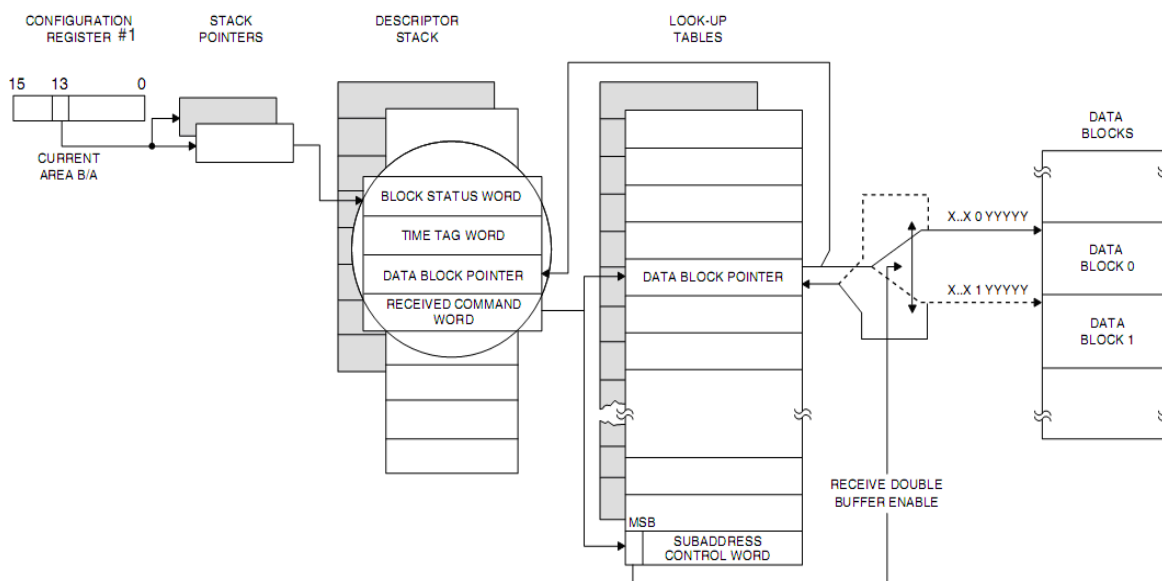 CONFIGURATION
REGISTER #1
STACK
POINTERS
DESCRIPTOR
STACK
LOOK-UP
TABLES
15 13 0
CURRENT
AREA B/A
DATA
BLOCKS
BLOCK STATUS WORD
TIME TAG WORD
DATA BLOCK POINTER
RECEIVED COMMAND
WORD
DATA BLOCK POINTER
X..X 0 YYYYY
X..X 1 YYYYY
DATA
BLOCK 0
DATA
BLOCK 1
RECEIVE DOUBLE
BUFFER ENABLE
MSB
SUBADDRESS
CONTROL WORD